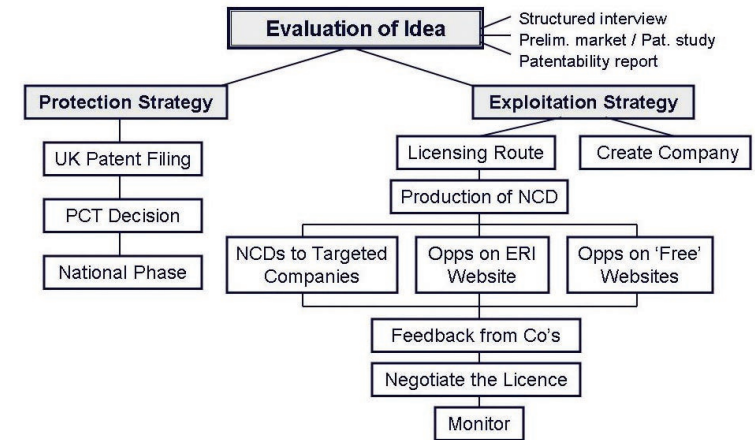 Evaluation of Idea
Structured interview
Prelim. market / Pat. study
Patentability report
Protection Strategy
Exploitation Strategy
UK Patent Filing
Licensing Route
Create Company
Production of NCD
PCT Decision
NCDs to Targeted
Companies
Opps on ERI
Website
Opps on ‘Free’
Websites
National Phase
Feedback from Co’s
Negotiate the Licence
Monitor